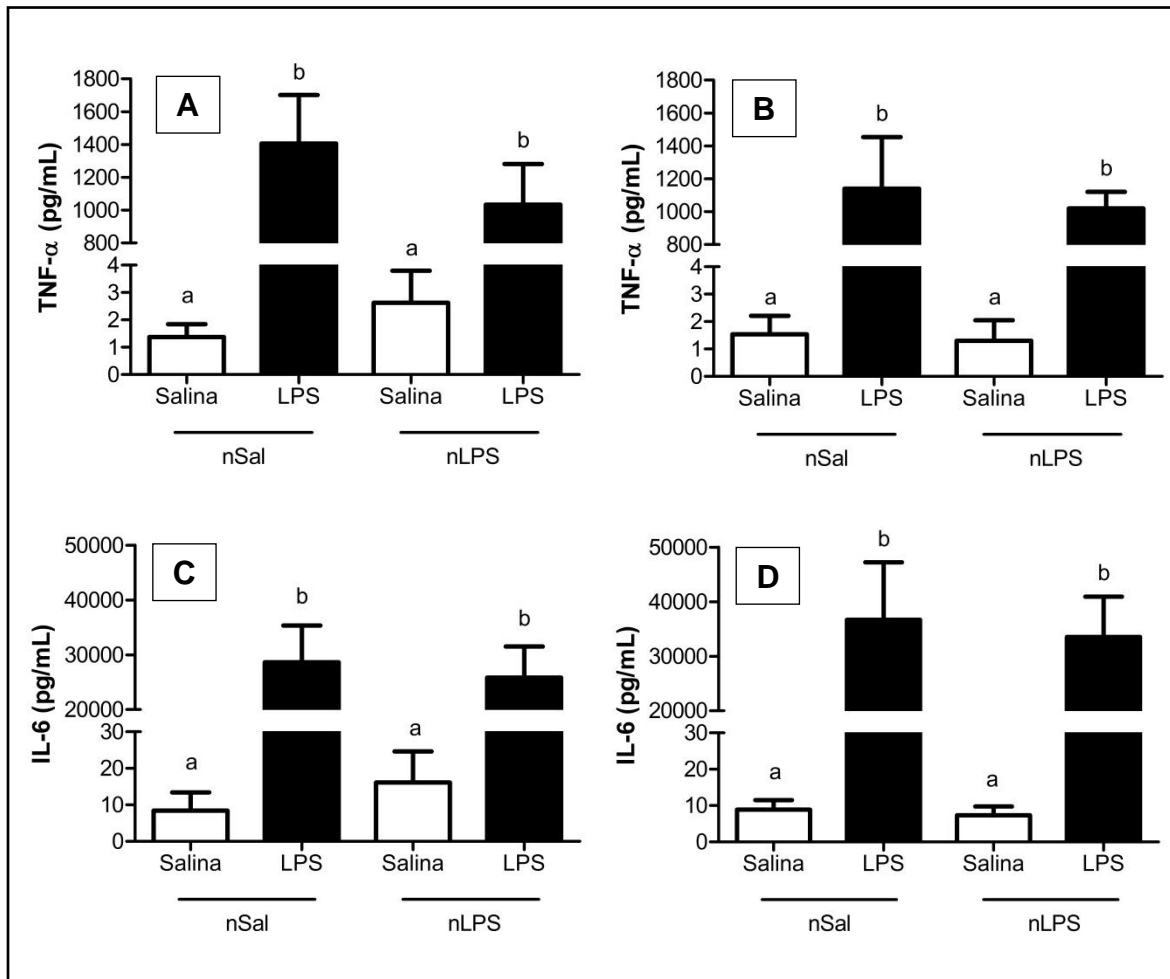 A
TNF-α (pg/mL)
1800
1600
1400
1200
1000
800
4
3
2
1
0
a
b
a
b
Salina LPS Salina LPS
nSal nLPS
B
TNF-α (pg/mL)
1800
1600
1400
1200
1000
800
4
3
2
1
0
a
b
a
b
Salina LPS Salina LPS
nSal nLPS
C
IL-6 (pg/mL)
50000
40000
30000
20000
30
20
10
0
a
b
a
b
Salina LPS Salina LPS
nSal nLPS
D
IL-6 (pg/mL)
50000
40000
30000
20000
30
20
10
0
a
b
a
b
Salina LPS Salina LPS
nSal nLPS